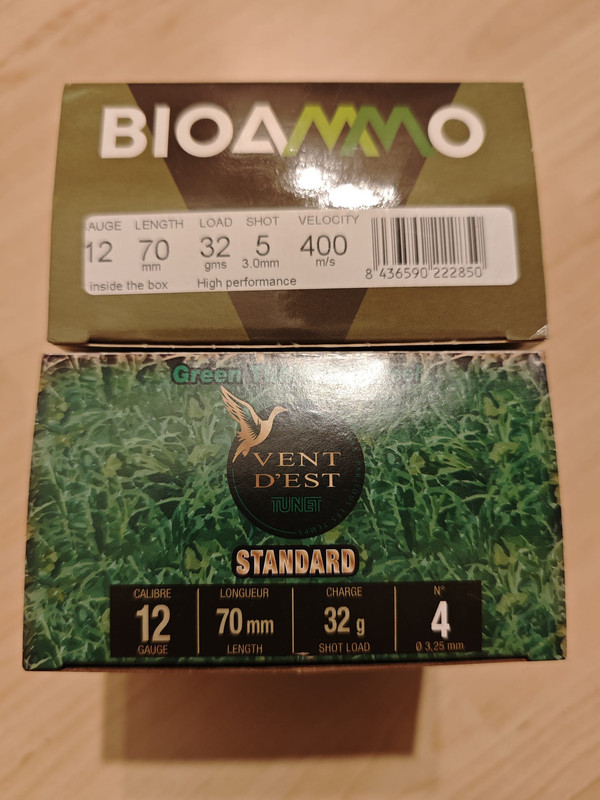 BIOAMMO
GAUGE LENGTH LOAD SHOT VELOCITY
12 70 32 5 400
mm gms 3.0mm m/s
8 436590 222850
inside the box High performance
Green
VENT
D'EST
TUNET
STANDARD
CALIBRE LONGUEUR CHARGE N°
12 70 mm 32 g 4
GAUGE LENGTH SHOT LOAD Ø 3,25 mm